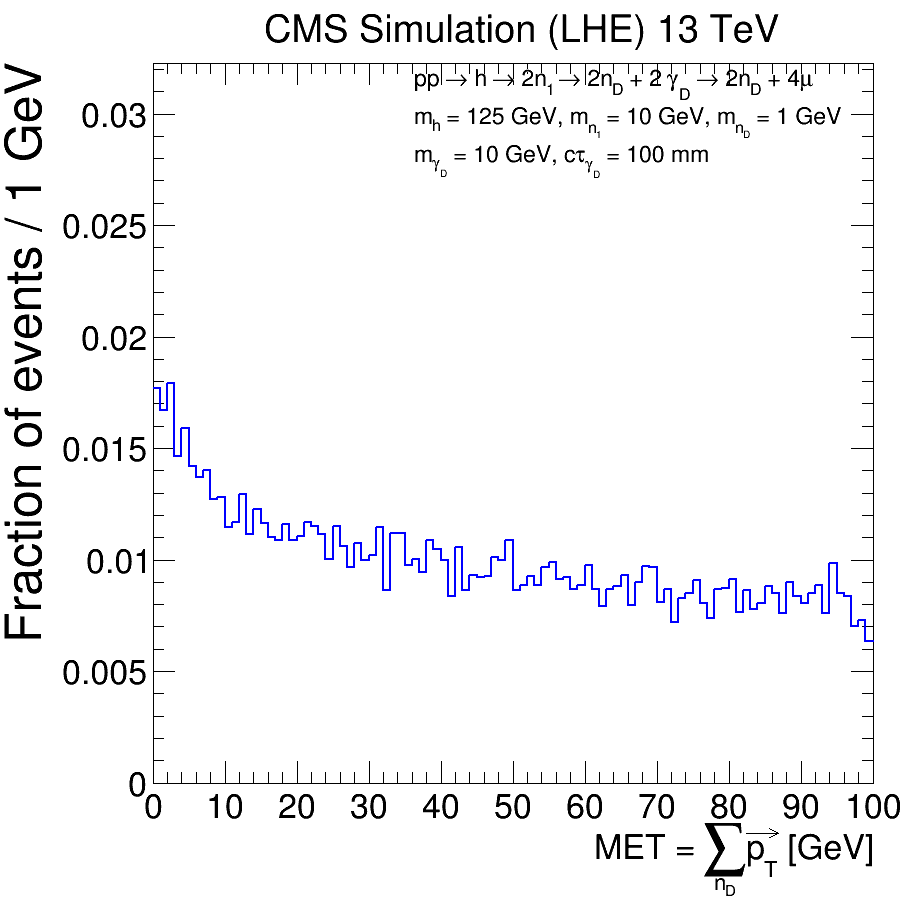 CMS Simulation (LHE) 13 TeV
pp → h → 2n₁ → 2n_D + 2 γ_D → 2n_D + 4μ
m_h = 125 GeV, m_n₁ = 10 GeV, m_n_D = 1 GeV
m_γ_D = 10 GeV, cτ_γ_D = 100 mm
Fraction of events / 1 GeV
0.03
0.025
0.02
0.015
0.01
0.005
0
0 10 20 30 40 50 60 70 80 90 100
MET = ∑_n_D p⃗_T [GeV]